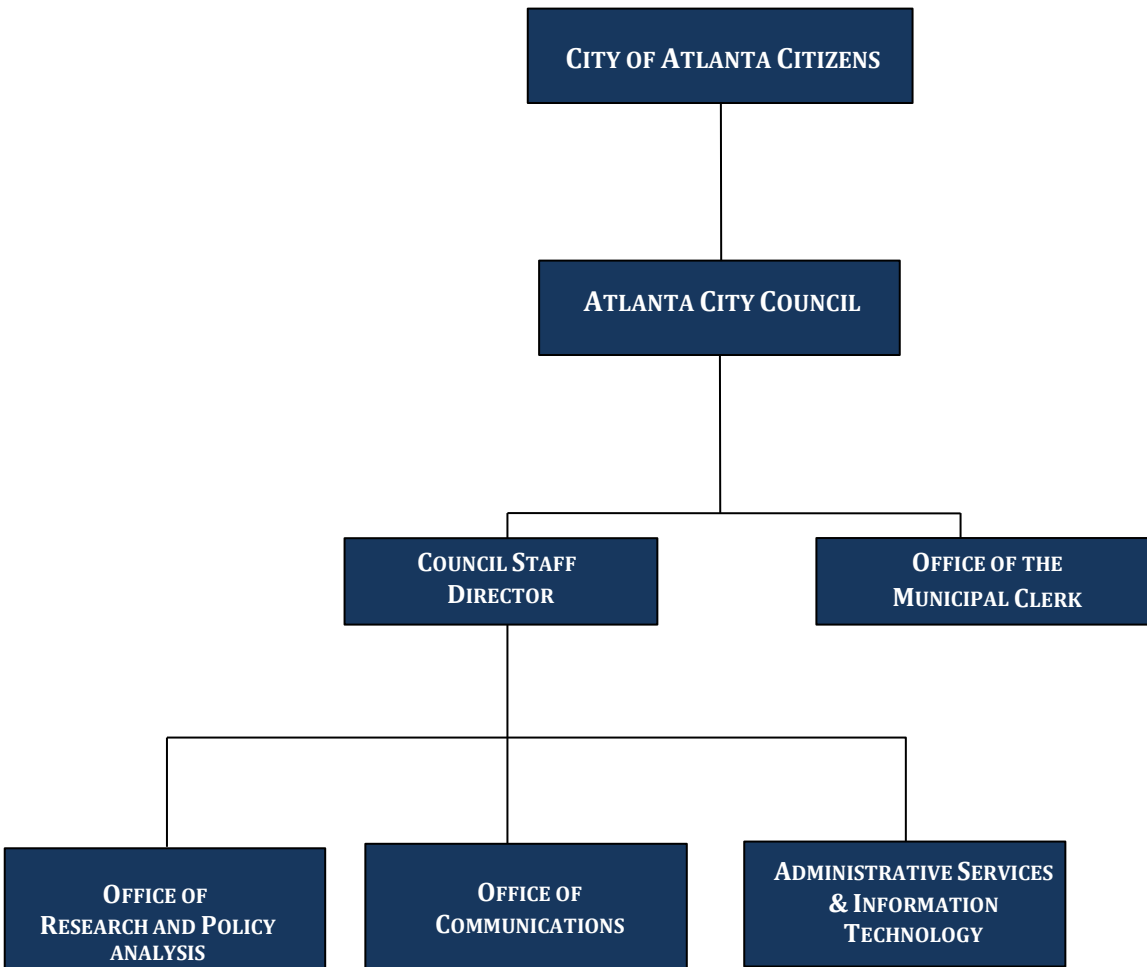 CITY OF ATLANTA CITIZENS
ATLANTA CITY COUNCIL
COUNCIL STAFF
DIRECTOR
OFFICE OF THE
MUNICIPAL CLERK
OFFICE OF
RESEARCH AND POLICY
ANALYSIS
OFFICE OF
COMMUNICATIONS
ADMINISTRATIVE SERVICES
& INFORMATION
TECHNOLOGY